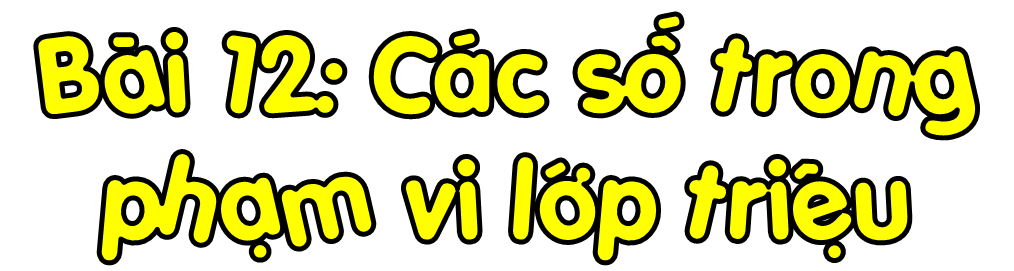 Bài 12: Các số trong
phạm vi lớp triệu